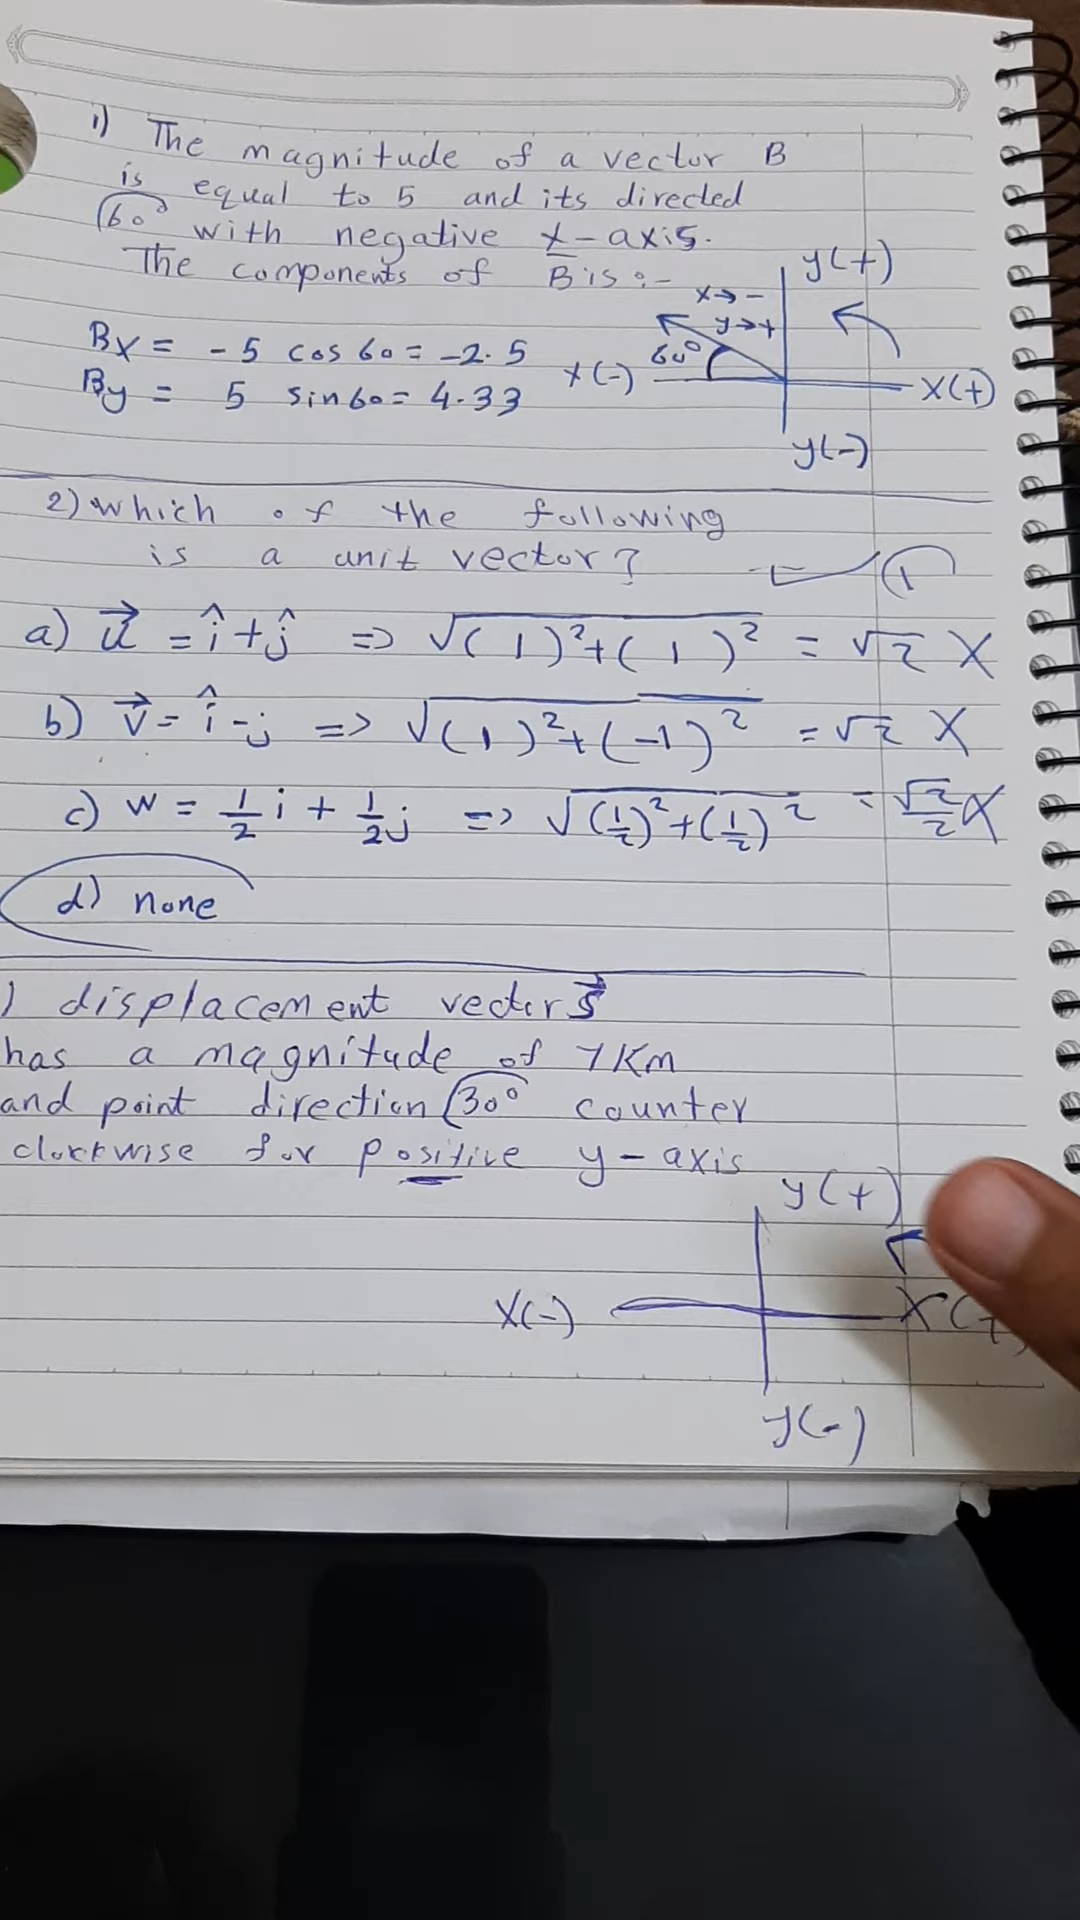 1) The magnitude of a vector B
is equal to 5 and its directed
60° with negative x-axis.
The components of B is :-
Bx = -5 cos 60 = -2.5
By = 5 sin 60 = 4.33
y(+)
x→-
y→+
60°
x(-)
x(+)
y(-)
2) which of the following
is a unit vector?
1
a) u⃗ = î + ĵ => √(1)²+(1)² = √2 X
b) v⃗ = î - j => √(1)²+(-1)² = √2 X
c) w = 1/2 i + 1/2 j => √(1/2)²+(1/2)² = √2/2 X
d) none
) displacement vector S⃗
has a magnitude of 7 Km
and point direction 30° counter
clockwise for positive y-axis
y(+)
x(-)
X(+
y(-)